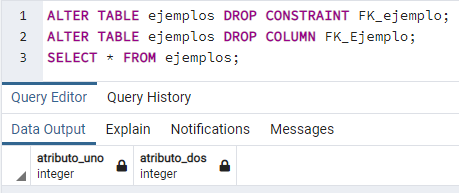 1 ALTER TABLE ejemplos DROP CONSTRAINT FK_ejemplo;
2 ALTER TABLE ejemplos DROP COLUMN FK_Ejemplo;
3 SELECT * FROM ejemplos;
Query Editor Query History
Data Output Explain Notifications Messages
atributo_uno atributo_dos
integer integer